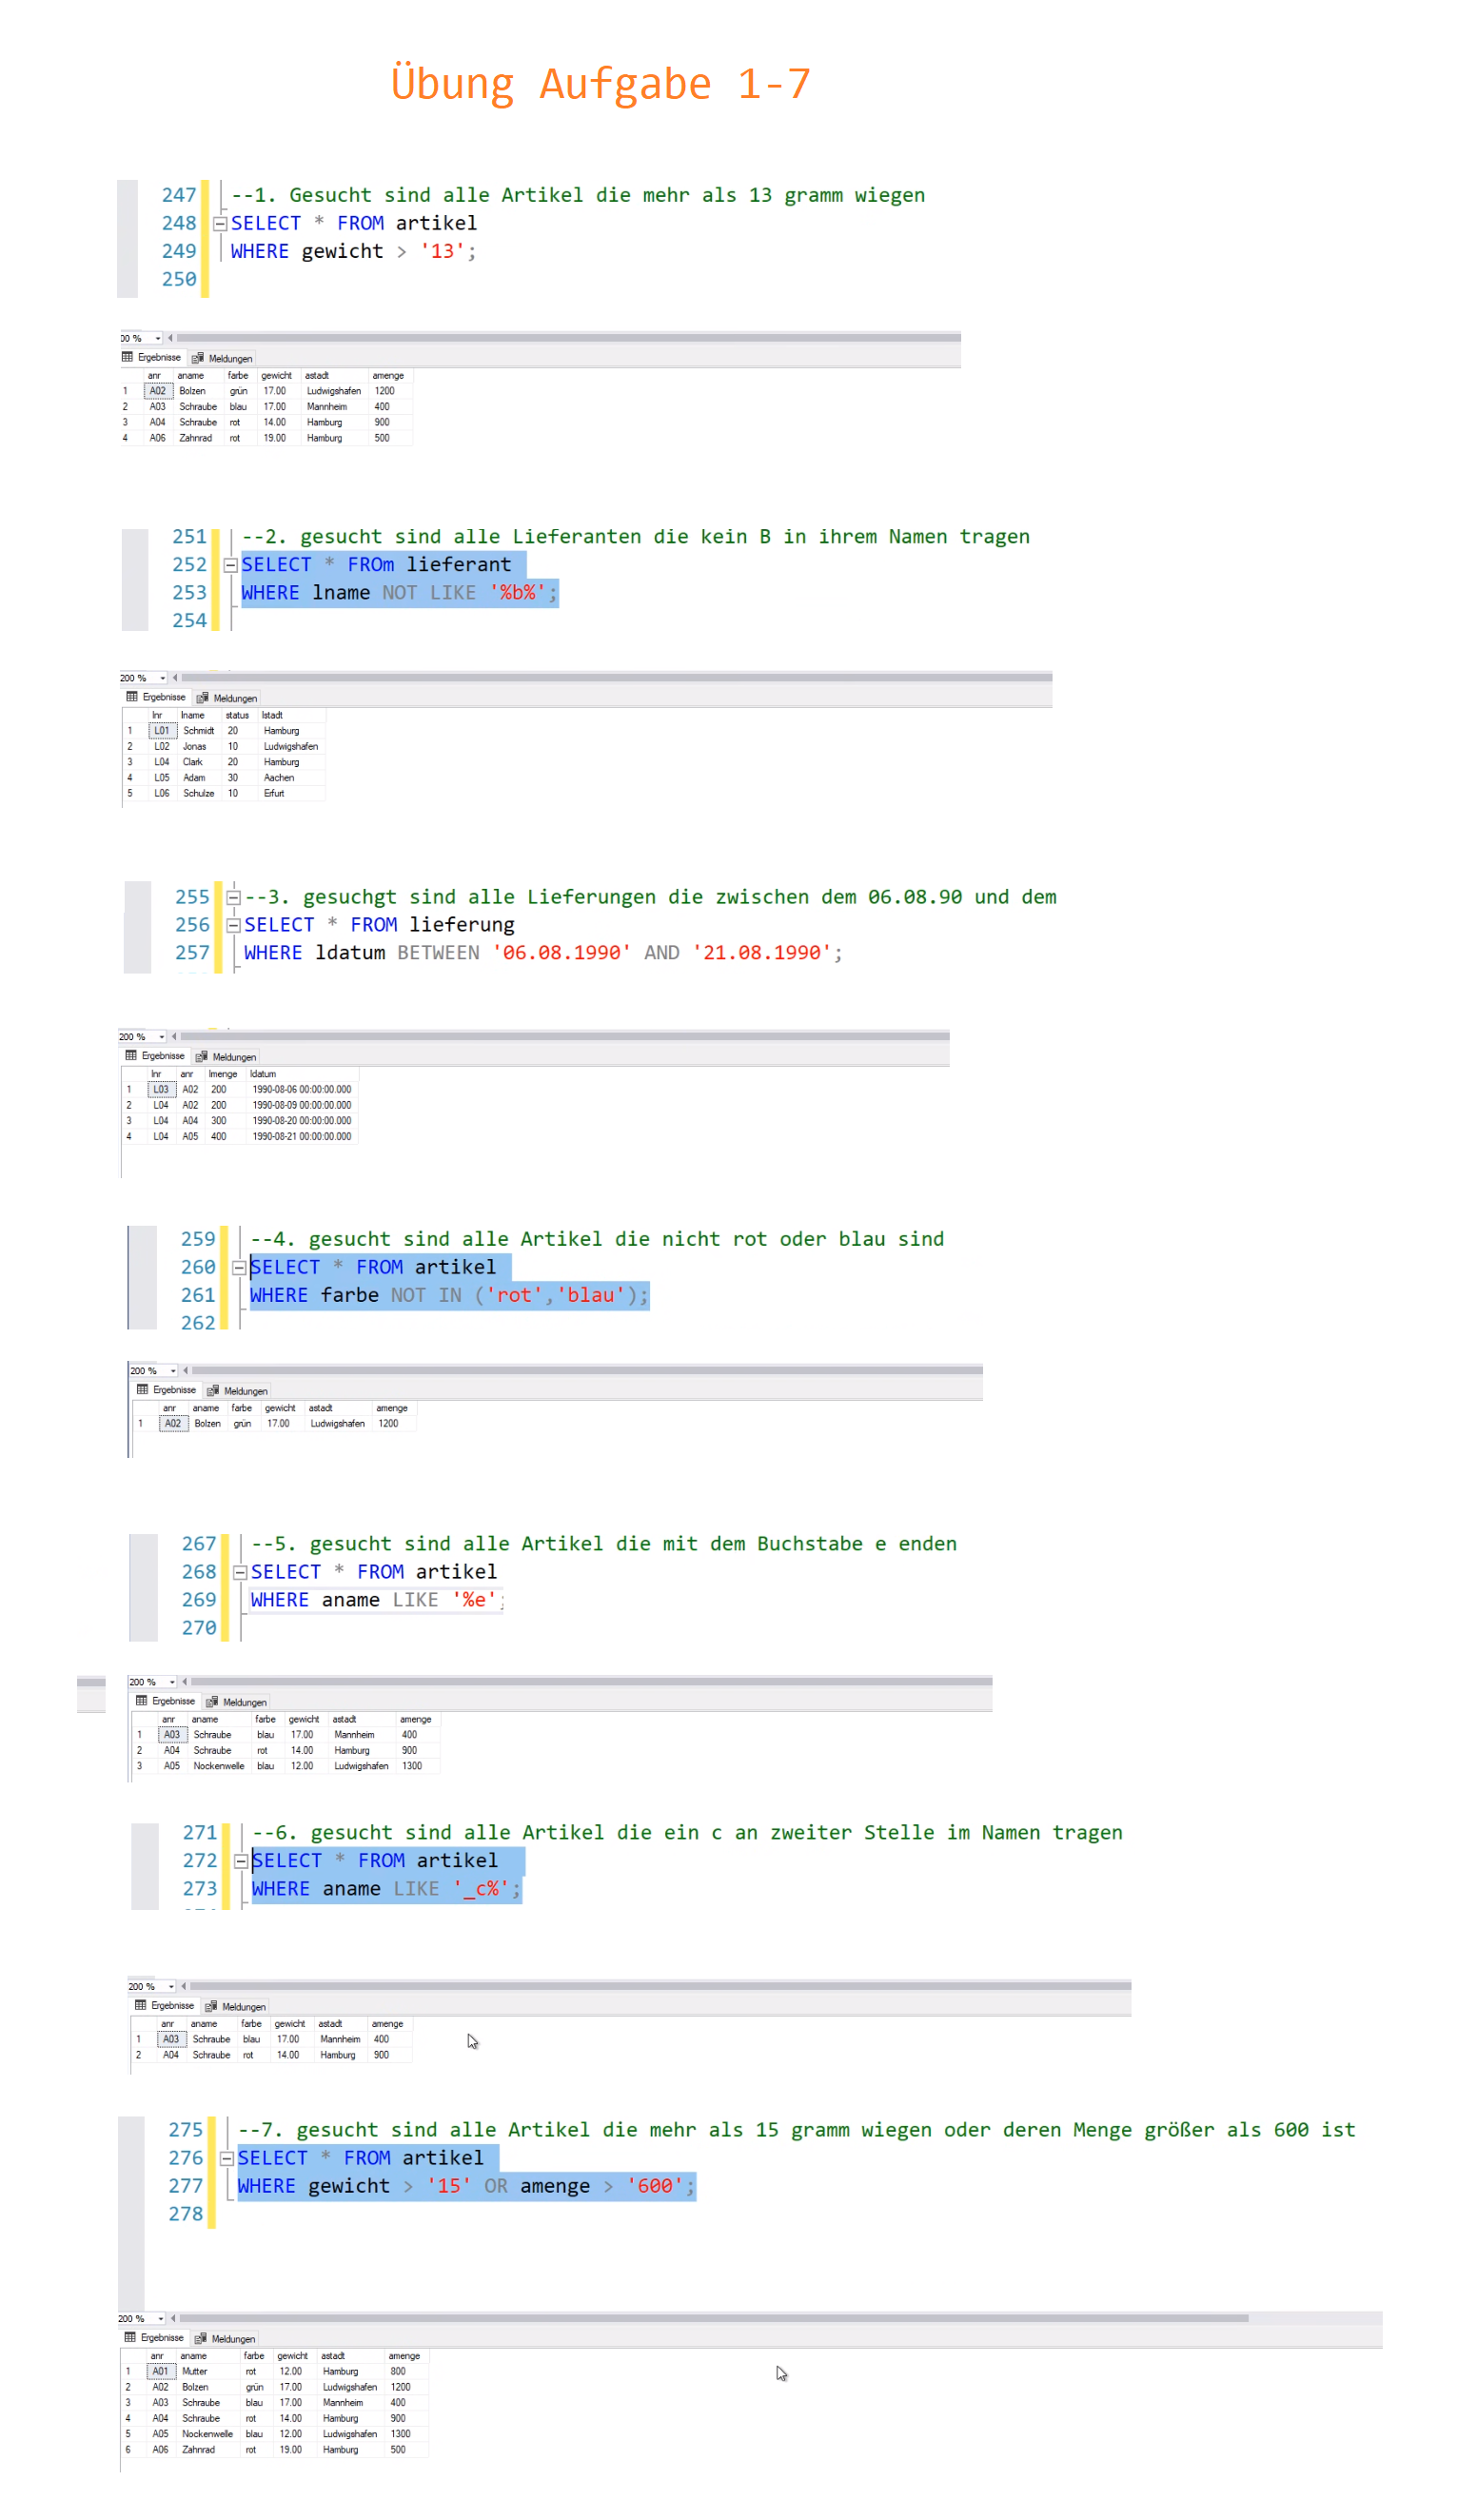 Übung Aufgabe 1-7
247 --1. Gesucht sind alle Artikel die mehr als 13 gramm wiegen
248 SELECT * FROM artikel
249 WHERE gewicht > '13';
250
00 %
Ergebnisse Meldungen
anr aname farbe gewicht astadt amenge
1 A02 Bolzen grün 17.00 Ludwigshafen 1200
2 A03 Schraube blau 17.00 Mannheim 400
3 A04 Schraube rot 14.00 Hamburg 900
4 A06 Zahnrad rot 19.00 Hamburg 500
251 --2. gesucht sind alle Lieferanten die kein B in ihrem Namen tragen
252 SELECT * FROm lieferant
253 WHERE lname NOT LIKE '%b%';
254
200 %
Ergebnisse Meldungen
lnr lname status lstadt
1 L01 Schmidt 20 Hamburg
2 L02 Jonas 10 Ludwigshafen
3 L04 Clark 20 Hamburg
4 L05 Adam 30 Aachen
5 L06 Schulze 10 Erfurt
255 --3. gesuchgt sind alle Lieferungen die zwischen dem 06.08.90 und dem
256 SELECT * FROM lieferung
257 WHERE ldatum BETWEEN '06.08.1990' AND '21.08.1990';
200 %
Ergebnisse Meldungen
lnr anr lmenge ldatum
1 L03 A02 200 1990-08-06 00:00:00.000
2 L04 A02 200 1990-08-09 00:00:00.000
3 L04 A04 300 1990-08-20 00:00:00.000
4 L04 A05 400 1990-08-21 00:00:00.000
259 --4. gesucht sind alle Artikel die nicht rot oder blau sind
260 SELECT * FROM artikel
261 WHERE farbe NOT IN ('rot','blau');
262
200 %
Ergebnisse Meldungen
anr aname farbe gewicht astadt amenge
1 A02 Bolzen grün 17.00 Ludwigshafen 1200
267 --5. gesucht sind alle Artikel die mit dem Buchstabe e enden
268 SELECT * FROM artikel
269 WHERE aname LIKE '%e';
270
200 %
Ergebnisse Meldungen
anr aname farbe gewicht astadt amenge
1 A03 Schraube blau 17.00 Mannheim 400
2 A04 Schraube rot 14.00 Hamburg 900
3 A05 Nockenwelle blau 12.00 Ludwigshafen 1300
271 --6. gesucht sind alle Artikel die ein c an zweiter Stelle im Namen tragen
272 SELECT * FROM artikel
273 WHERE aname LIKE '_c%';
200 %
Ergebnisse Meldungen
anr aname farbe gewicht astadt amenge
1 A03 Schraube blau 17.00 Mannheim 400
2 A04 Schraube rot 14.00 Hamburg 900
275 --7. gesucht sind alle Artikel die mehr als 15 gramm wiegen oder deren Menge größer als 600 ist
276 SELECT * FROM artikel
277 WHERE gewicht > '15' OR amenge > '600';
278
200 %
Ergebnisse Meldungen
anr aname farbe gewicht astadt amenge
1 A01 Mutter rot 12.00 Hamburg 800
2 A02 Bolzen grün 17.00 Ludwigshafen 1200
3 A03 Schraube blau 17.00 Mannheim 400
4 A04 Schraube rot 14.00 Hamburg 900
5 A05 Nockenwelle blau 12.00 Ludwigshafen 1300
6 A06 Zahnrad rot 19.00 Hamburg 500